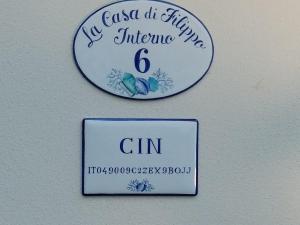 La Casa di Filippo
Interno
6
CIN
IT049009C2ZEX9BOJJ